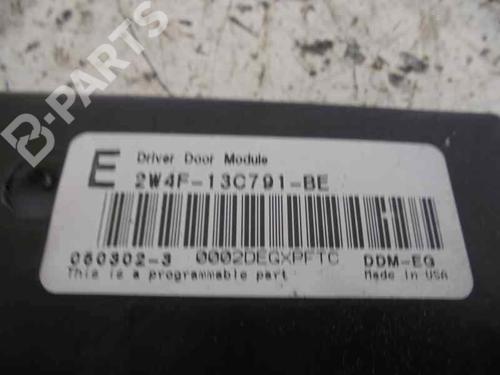 B-PARTS
E Driver Door Module
2W4F-13C791-BE
050302-3 0002DEGXPFTC DDM-EG
This is a programmable part Made in USA